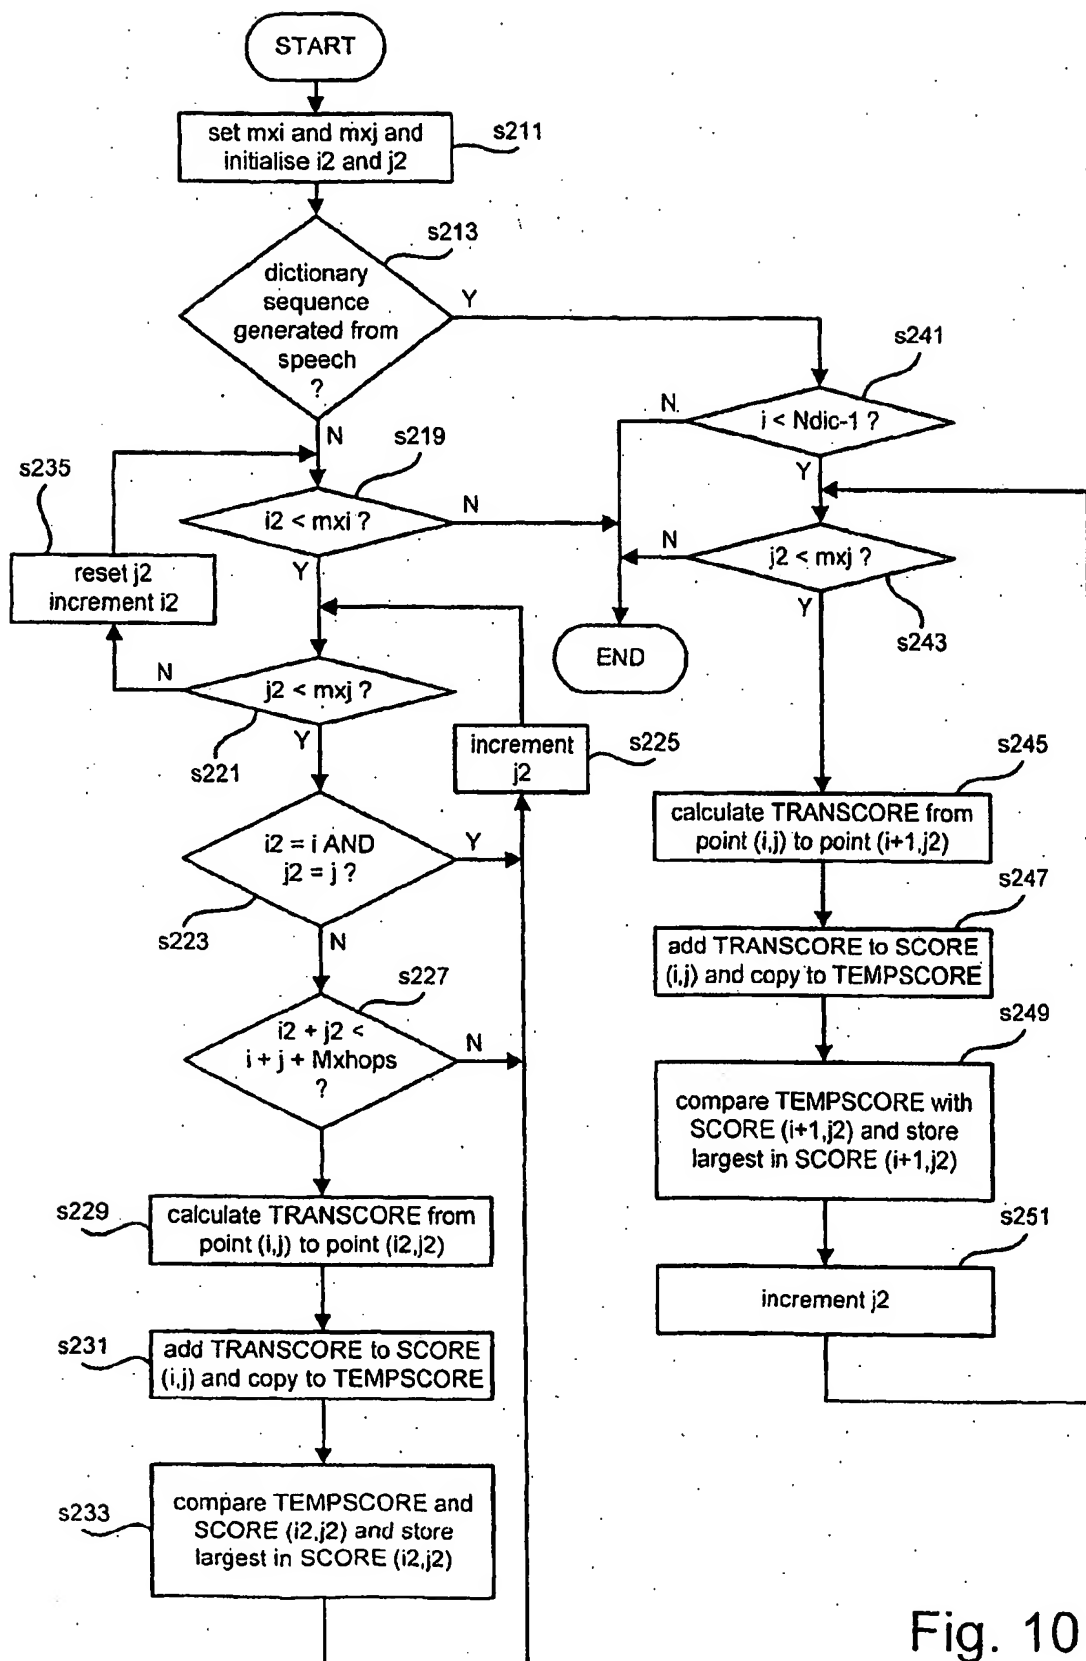 START
set mxi and mxj and
initialise i2 and j2
s211
s213
dictionary
sequence
generated from
speech
?
Y
N
s241
i < Ndic-1 ?
N
Y
s219
i2 < mxi ?
N
Y
s235
reset j2
increment i2
j2 < mxj ?
N
Y
s243
END
j2 < mxj ?
N
Y
s221
increment
j2
s225
s245
calculate TRANSCORE from
point (i,j) to point (i+1,j2)
i2 = i AND
j2 = j ?
Y
N
s223
s247
add TRANSCORE to SCORE
(i,j) and copy to TEMPSCORE
s227
i2 + j2 <
i + j + Mxhops
?
N
s249
compare TEMPSCORE with
SCORE (i+1,j2) and store
largest in SCORE (i+1,j2)
s229
calculate TRANSCORE from
point (i,j) to point (i2,j2)
s251
increment j2
s231
add TRANSCORE to SCORE
(i,j) and copy to TEMPSCORE
s233
compare TEMPSCORE and
SCORE (i2,j2) and store
largest in SCORE (i2,j2)
Fig. 10